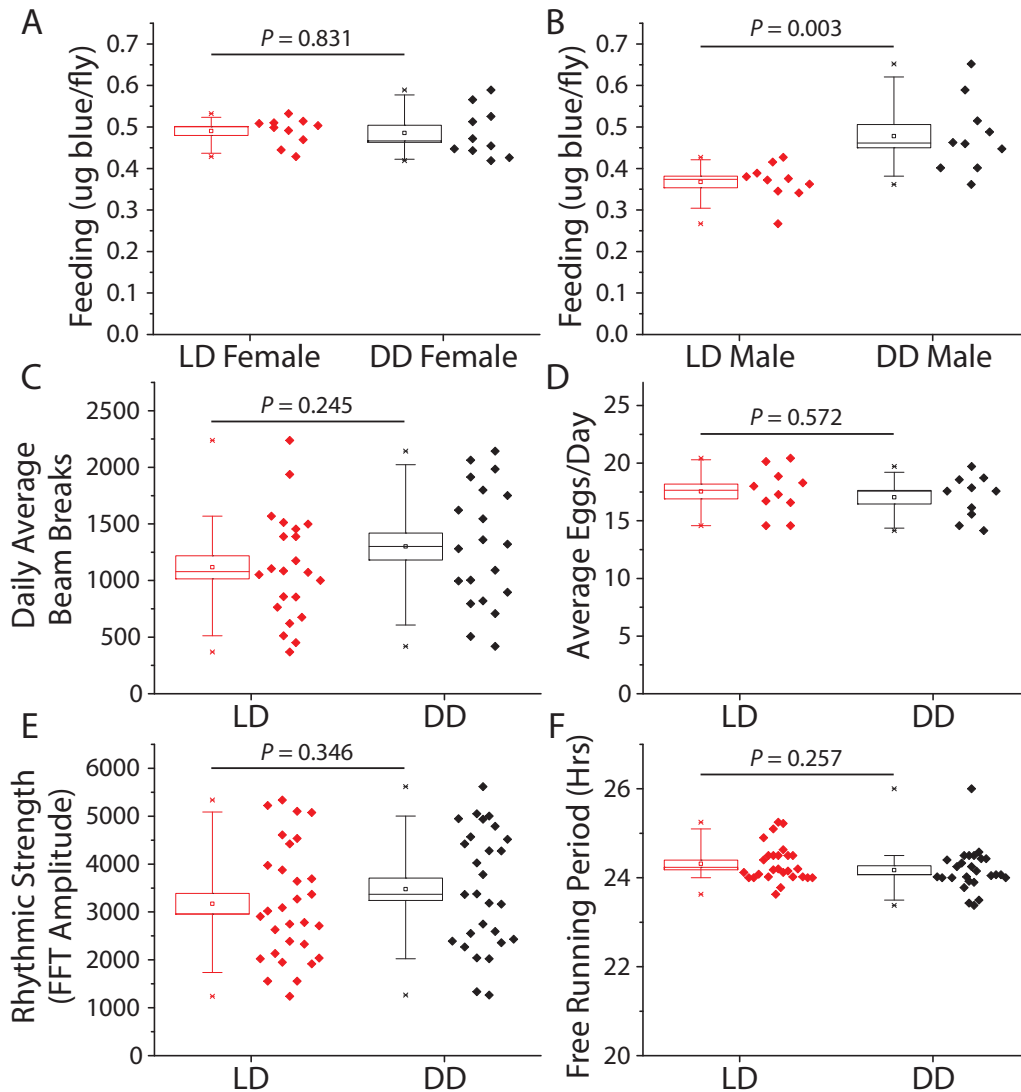 A
Feeding (ug blue/fly)
0.7
0.6
0.5
0.4
0.3
0.2
0.1
0.0
P = 0.831
LD Female
DD Female
B
Feeding (ug blue/fly)
0.7
0.6
0.5
0.4
0.3
0.2
0.1
0.0
P = 0.003
LD Male
DD Male
C
Daily Average
Beam Breaks
2500
2000
1500
1000
500
0
P = 0.245
LD
DD
D
Average Eggs/Day
25
20
15
10
5
0
P = 0.572
LD
DD
E
Rhythmic Strength
(FFT Amplitude)
6000
5000
4000
3000
2000
1000
0
P = 0.346
LD
DD
F
Free Running Period (Hrs)
26
24
22
20
P = 0.257
LD
DD